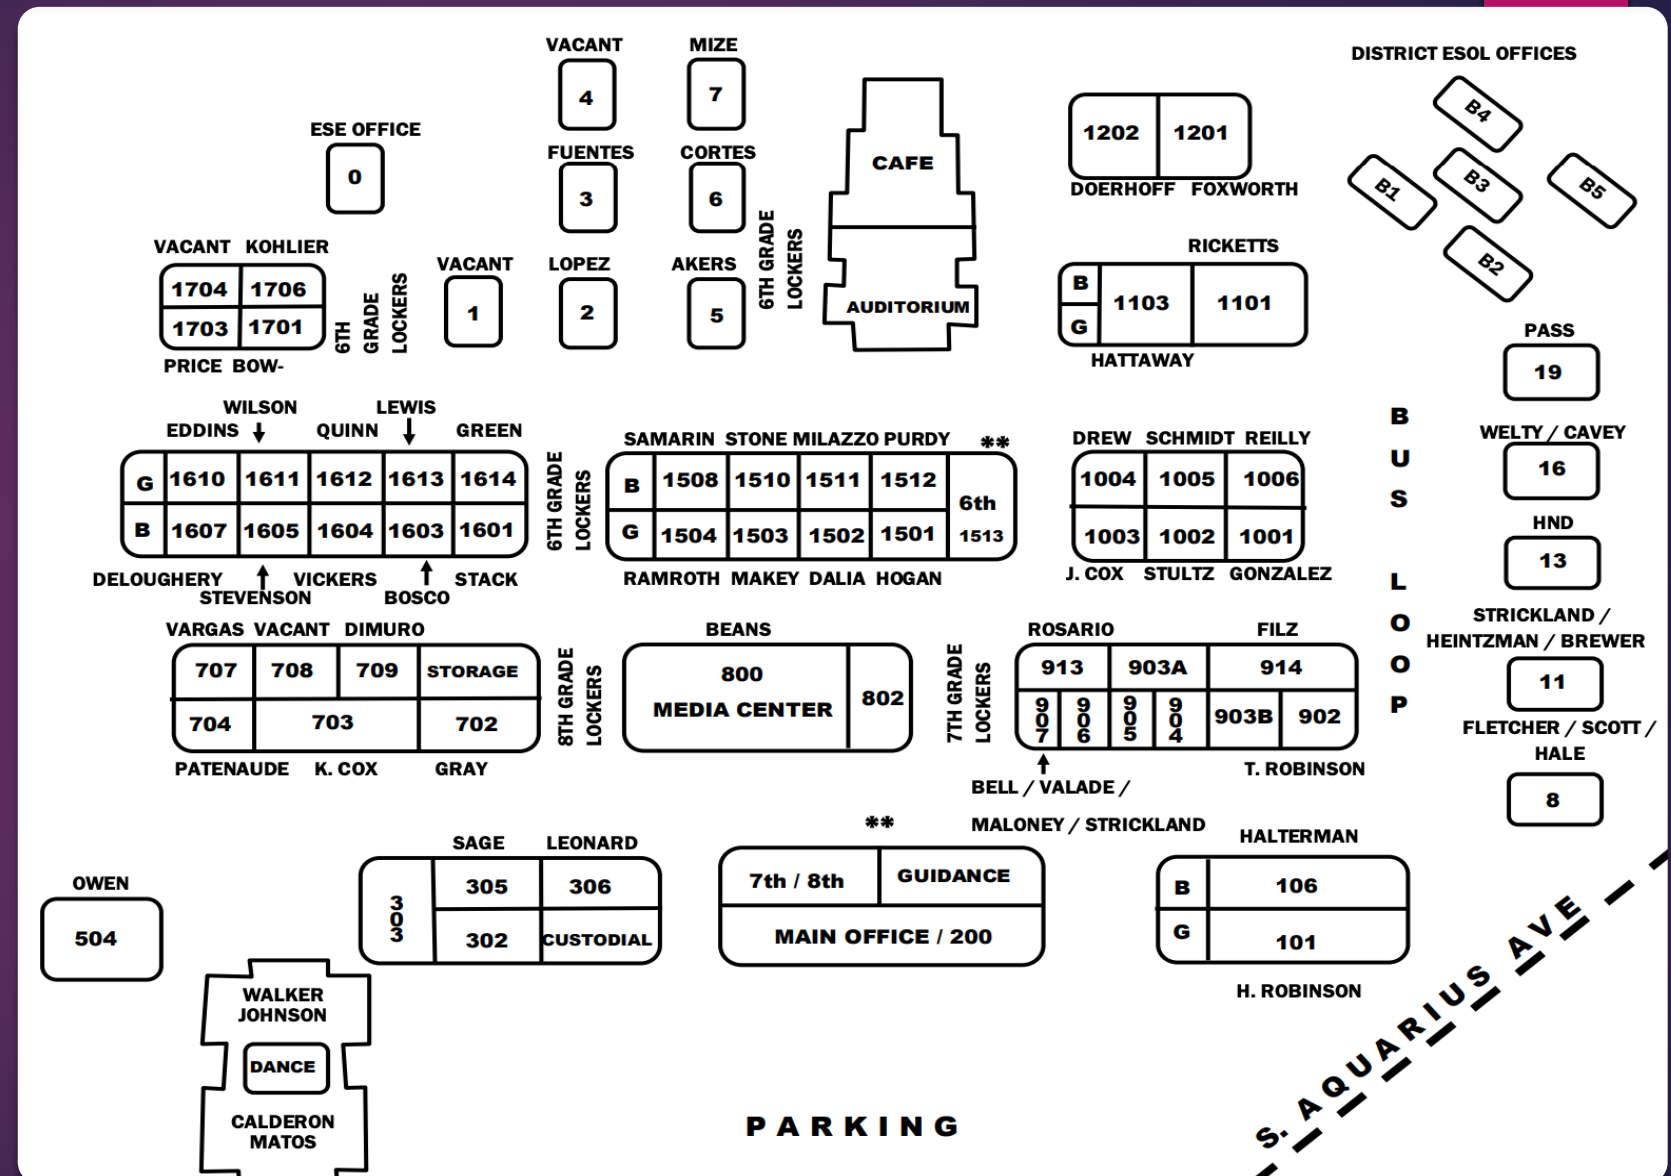 VACANT
4
MIZE
7
DISTRICT ESOL OFFICES
B4
B1
B3
B5
B2
ESE OFFICE
0
FUENTES
3
CORTES
6
CAFE
AUDITORIUM
1202 1201
DOERHOFF FOXWORTH
VACANT KOHLIER
1704 1706
1703 1701
PRICE BOW-
6TH
GRADE
LOCKERS
VACANT
1
LOPEZ
2
AKERS
5
6TH GRADE
LOCKERS
RICKETTS
B
G
1103 1101
HATTAWAY
PASS
19
WILSON LEWIS
EDDINS QUINN GREEN
G 1610 1611 1612 1613 1614
B 1607 1605 1604 1603 1601
DELOUGHERY VICKERS STACK
STEVENSON BOSCO
6TH GRADE
LOCKERS
SAMARIN STONE MILAZZO PURDY **
B 1508 1510 1511 1512
6th
G 1504 1503 1502 1501 1513
RAMROTH MAKEY DALIA HOGAN
DREW SCHMIDT REILLY
1004 1005 1006
1003 1002 1001
J. COX STULTZ GONZALEZ
BUS LOOP
WELTY / CAVEY
16
HND
13
STRICKLAND /
HEINTZMAN / BREWER
11
FLETCHER / SCOTT /
HALE
8
VARGAS VACANT DIMURO
707 708 709 STORAGE
704 703 702
PATENAUDE K. COX GRAY
8TH GRADE
LOCKERS
BEANS
800
MEDIA CENTER
802
7TH GRADE
LOCKERS
ROSARIO FILZ
913 903A 914
907 906 905 904 903B 902
T. ROBINSON
BELL / VALADE /
MALONEY / STRICKLAND
OWEN
504
SAGE LEONARD
303
305 306
302 CUSTODIAL
**
7th / 8th GUIDANCE
MAIN OFFICE / 200
HALTERMAN
B 106
G 101
H. ROBINSON
WALKER
JOHNSON
DANCE
CALDERON
MATOS
PARKING
S. AQUARIUS AVE